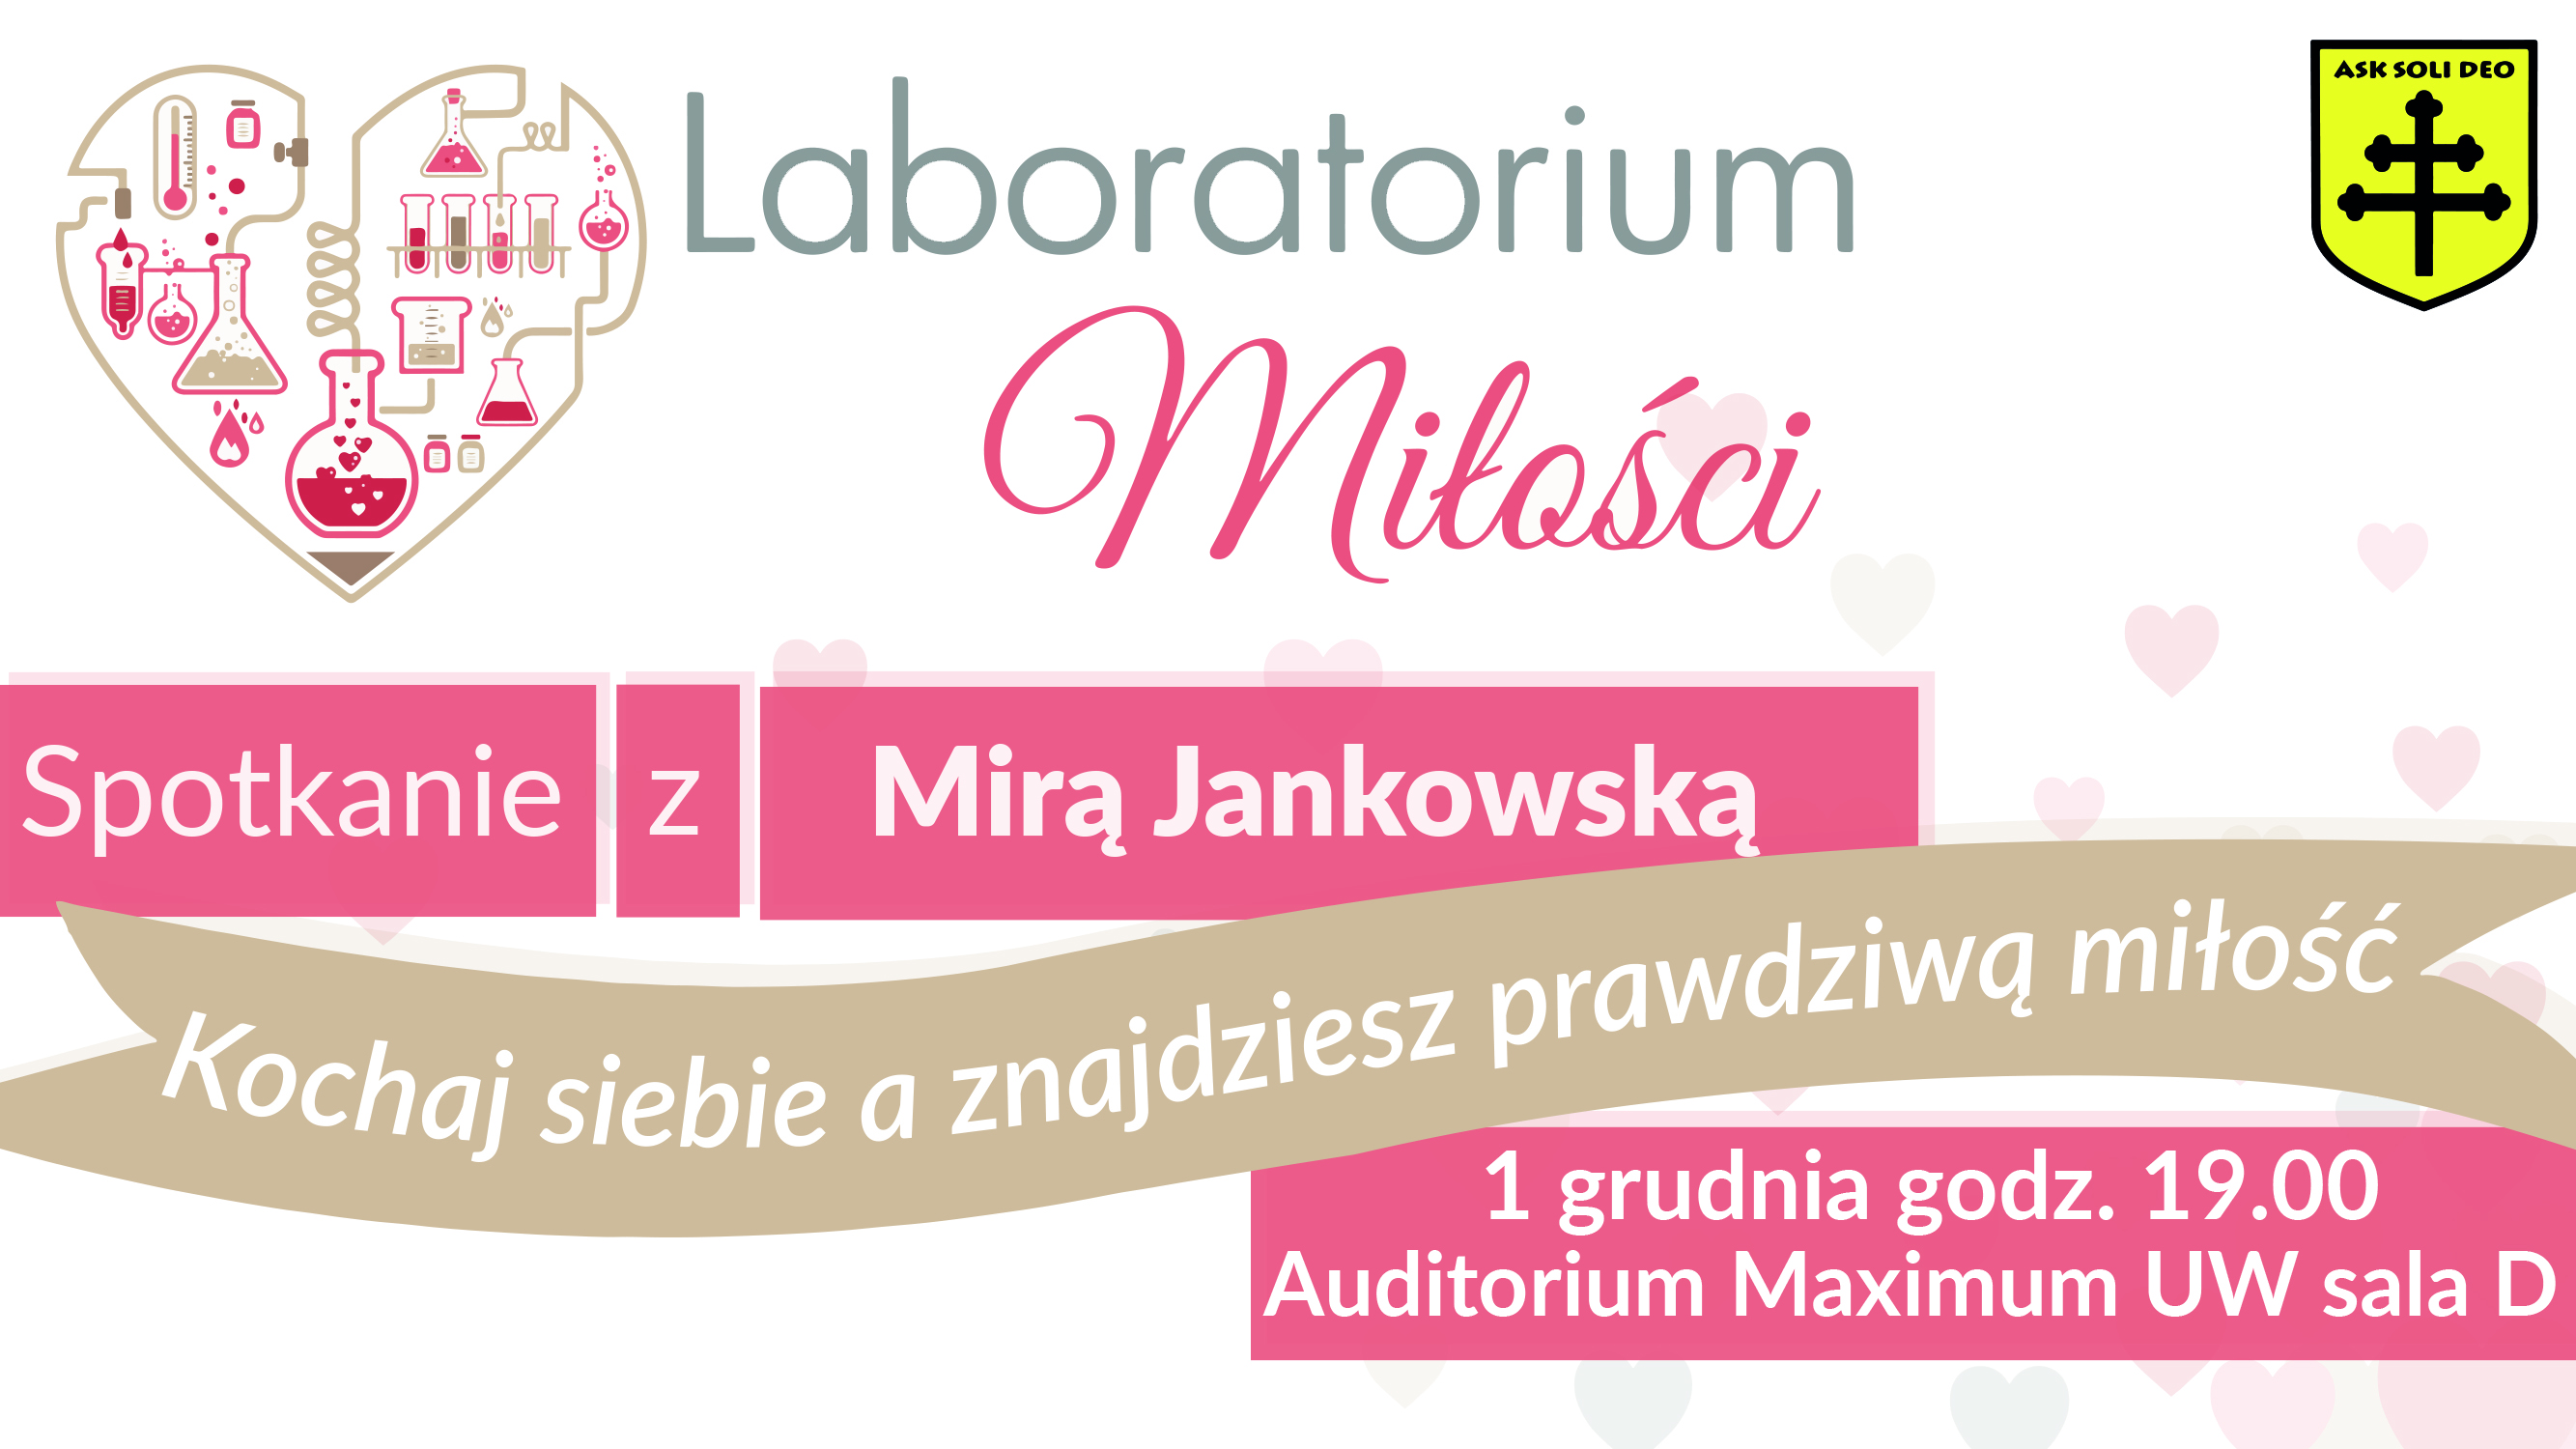 Laboratorium
Miłości
ASK SOLI DEO
Spotkanie z Mirą Jankowską
Kochaj siebie a znajdziesz prawdziwą miłość
1 grudnia godz. 19.00
Auditorium Maximum UW sala D